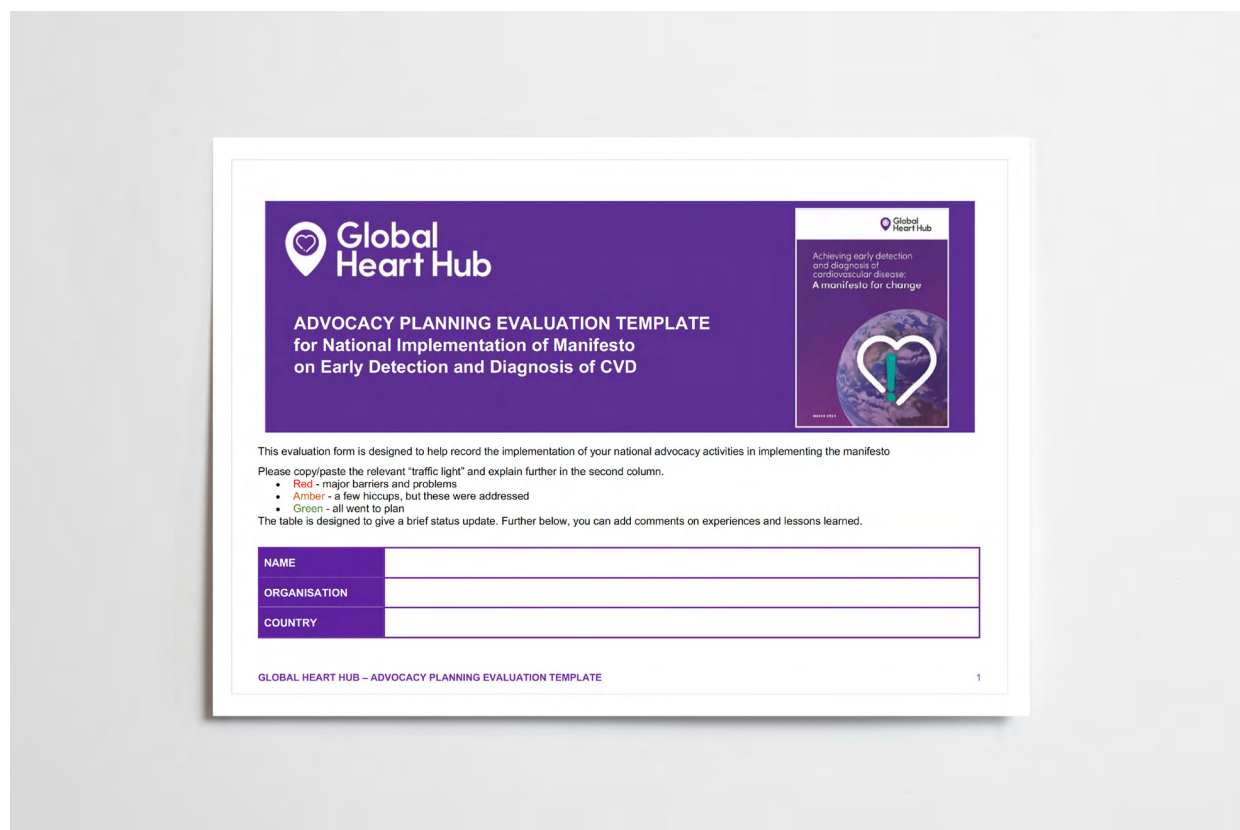 Global
Heart Hub
ADVOCACY PLANNING EVALUATION TEMPLATE
for National Implementation of Manifesto
on Early Detection and Diagnosis of CVD
Global
Heart Hub
Achieving early detection
and diagnosis of
cardiovascular disease:
A manifesto for change
MARCH 2024
This evaluation form is designed to help record the implementation of your national advocacy activities in implementing the manifesto
Please copy/paste the relevant “traffic light” and explain further in the second column.
• Red - major barriers and problems
• Amber - a few hiccups, but these were addressed
• Green - all went to plan
The table is designed to give a brief status update. Further below, you can add comments on experiences and lessons learned.
NAME
ORGANISATION
COUNTRY
GLOBAL HEART HUB – ADVOCACY PLANNING EVALUATION TEMPLATE 1